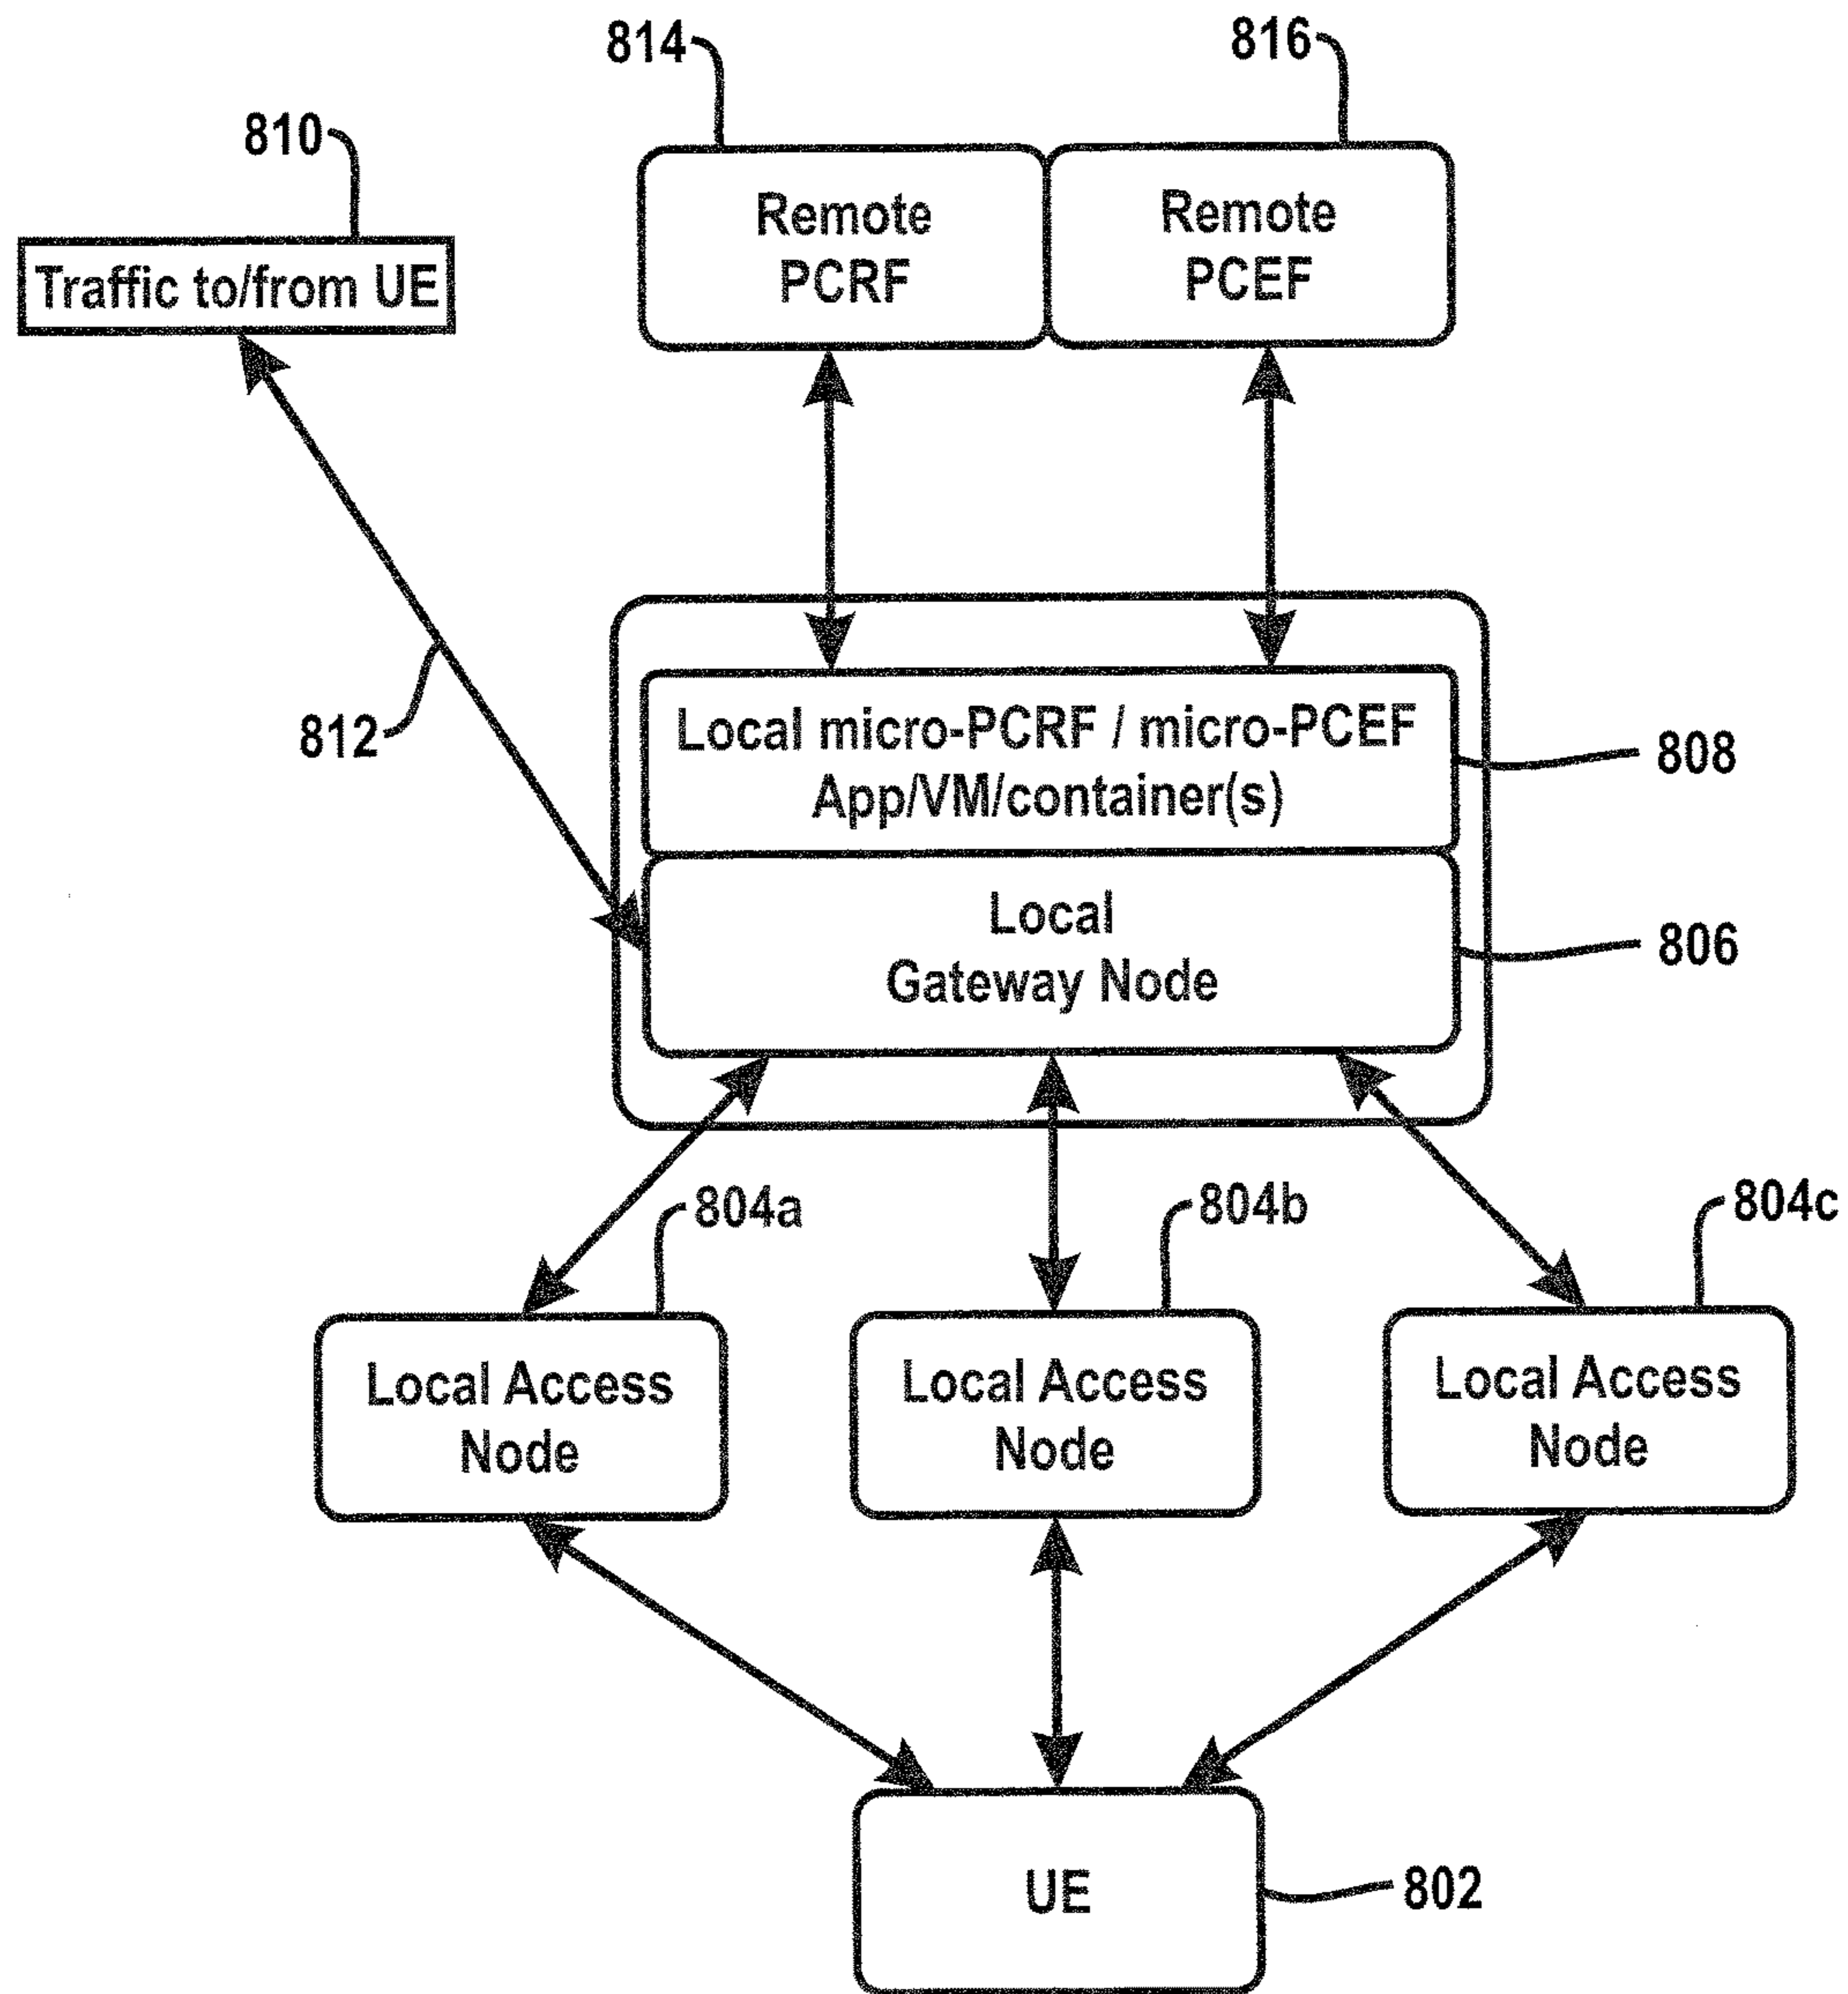 814
816
810
Remote
PCRF
Remote
PCEF
Traffic to/from UE
812
Local micro-PCRF / micro-PCEF
App/VM/container(s)
808
Local
Gateway Node
806
804a
804b
804c
Local Access
Node
Local Access
Node
Local Access
Node
UE
802